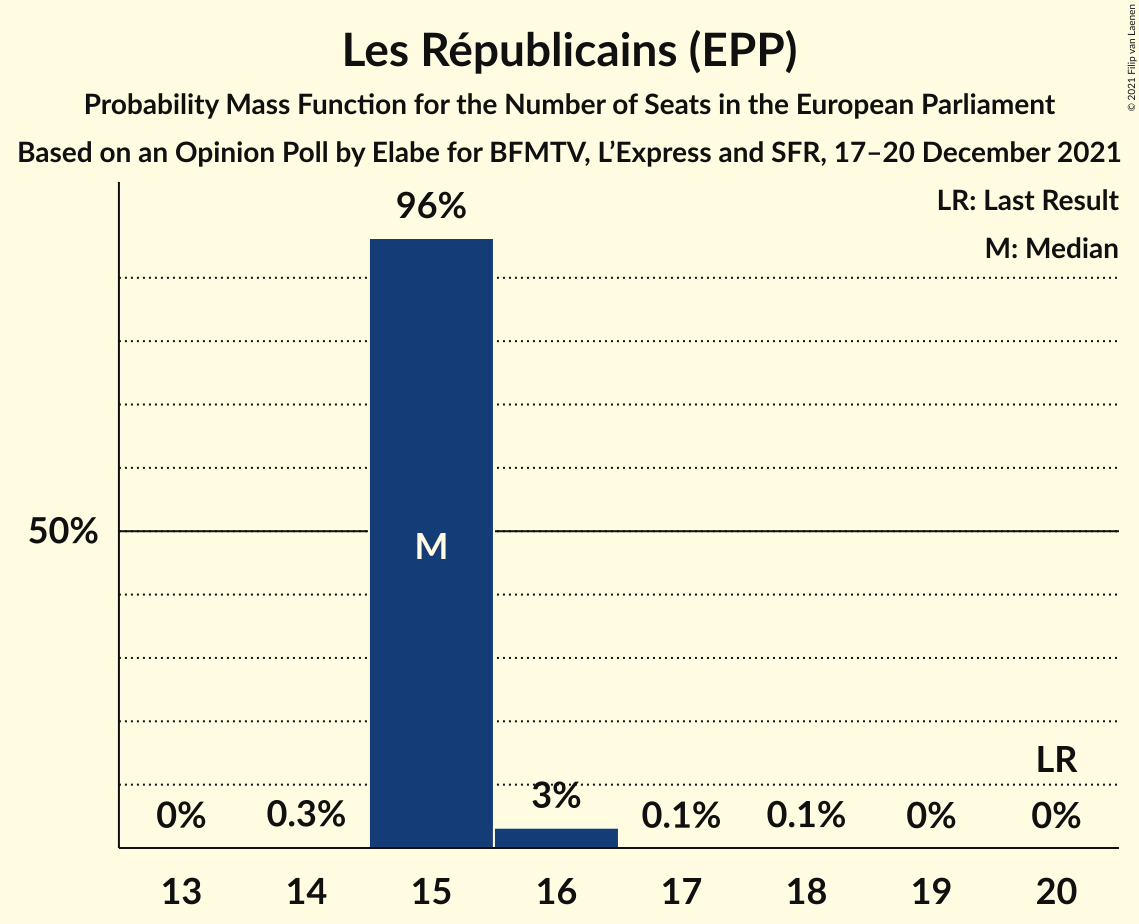 Les Républicains (EPP)
Probability Mass Function for the Number of Seats in the European Parliament
Based on an Opinion Poll by Elabe for BFMTV, L’Express and SFR, 17–20 December 2021
© 2021 Filip van Laenen
LR: Last Result
M: Median
96%
50%
M
LR
0% 0.3% 3% 0.1% 0.1% 0% 0%
13 14 15 16 17 18 19 20